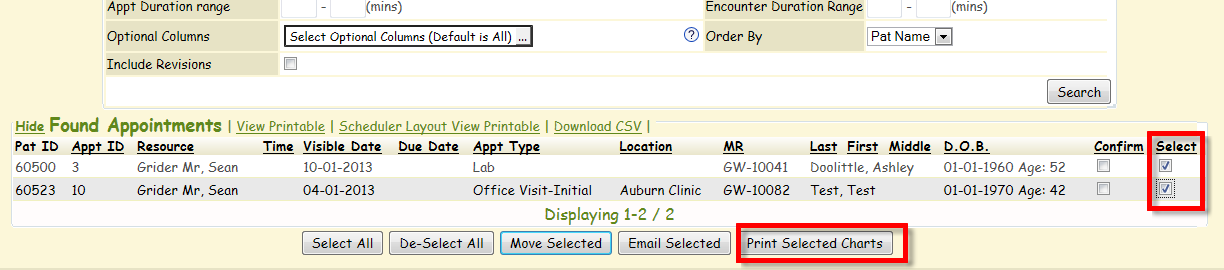 Appt Duration range - (mins) Encounter Duration Range - (mins)
Optional Columns Select Optional Columns (Default is All) ... ? Order By Pat Name
Include Revisions
Search
Hide Found Appointments | View Printable | Scheduler Layout View Printable | Download CSV |
Pat ID Appt ID Resource Time Visible Date Due Date Appt Type Location MR Last First Middle D.O.B. Confirm Select
60500 3 Grider Mr, Sean 10-01-2013 Lab GW-10041 Doolittle, Ashley 01-01-1960 Age: 52
60523 10 Grider Mr, Sean 04-01-2013 Office Visit-Initial Auburn Clinic GW-10082 Test, Test 01-01-1970 Age: 42
Displaying 1-2 / 2
Select All De-Select All Move Selected Email Selected Print Selected Charts